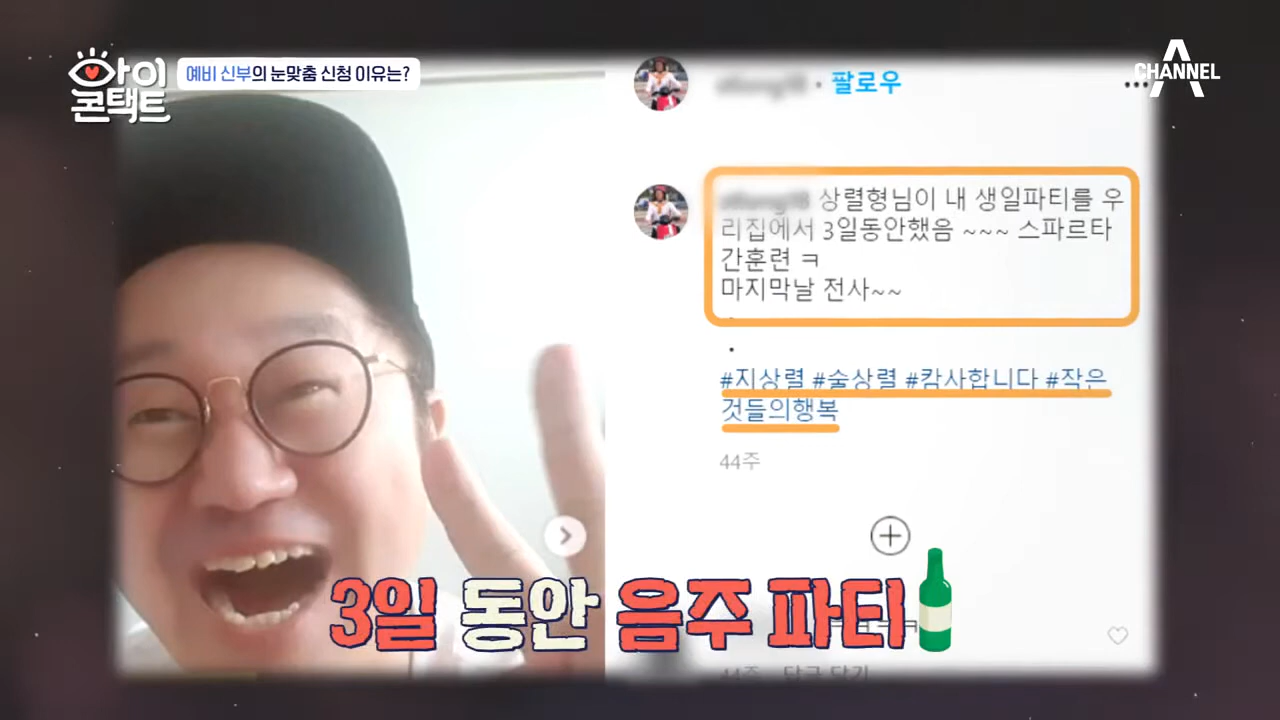 아이
콘택트
예비 신부의 눈맞춤 신청 이유는?
CHANNEL A
• 팔로우
상렬형님이 내 생일파티를 우
리집에서 3일동안했음 ~~~ 스파르타
간훈련 ㅋ
마지막날 전사~~
.
#지상렬 #술상렬 #캄사합니다 #작은
것들의행복
44주
3일 동안 음주 파티